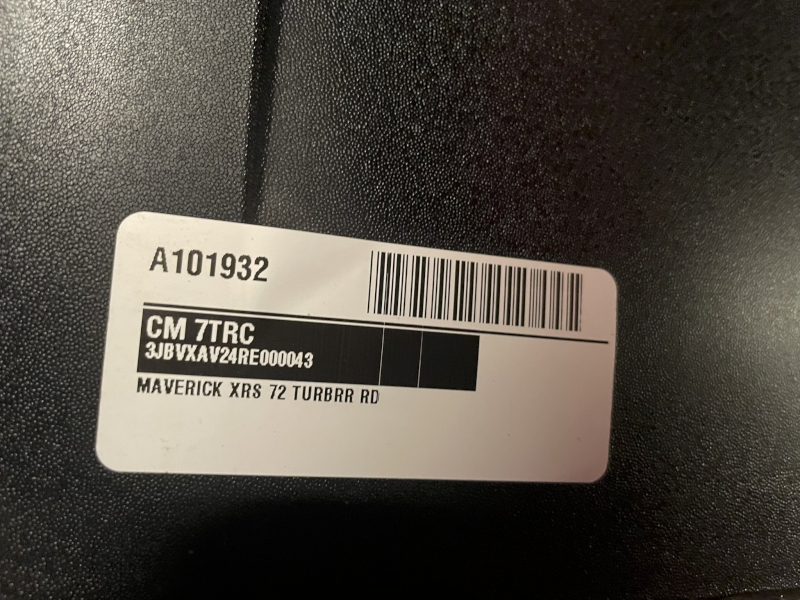 A101932
CM 7TRC
3JBVXAV24RE000043
MAVERICK XRS 72 TURBRR RD